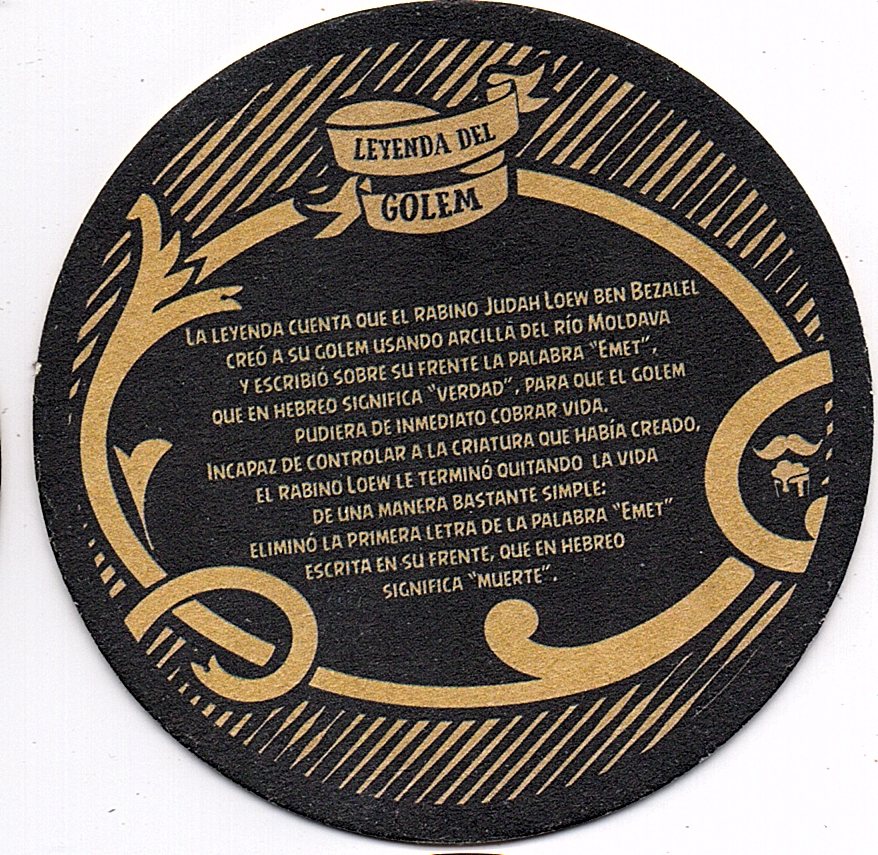 LEYENDA DEL
GOLEM
LA LEYENDA CUENTA QUE EL RABINO JUDAH LOEW BEN BEZALEL
CREÓ A SU GOLEM USANDO ARCILLA DEL RÍO MOLDAVA
Y ESCRIBIÓ SOBRE SU FRENTE LA PALABRA "EMET",
QUE EN HEBREO SIGNIFICA "VERDAD", PARA QUE EL GOLEM
PUDIERA DE INMEDIATO COBRAR VIDA.
INCAPAZ DE CONTROLAR A LA CRIATURA QUE HABÍA CREADO,
EL RABINO LOEW LE TERMINÓ QUITANDO LA VIDA
DE UNA MANERA BASTANTE SIMPLE:
ELIMINÓ LA PRIMERA LETRA DE LA PALABRA "EMET"
ESCRITA EN SU FRENTE, QUE EN HEBREO
SIGNIFICA "MUERTE".